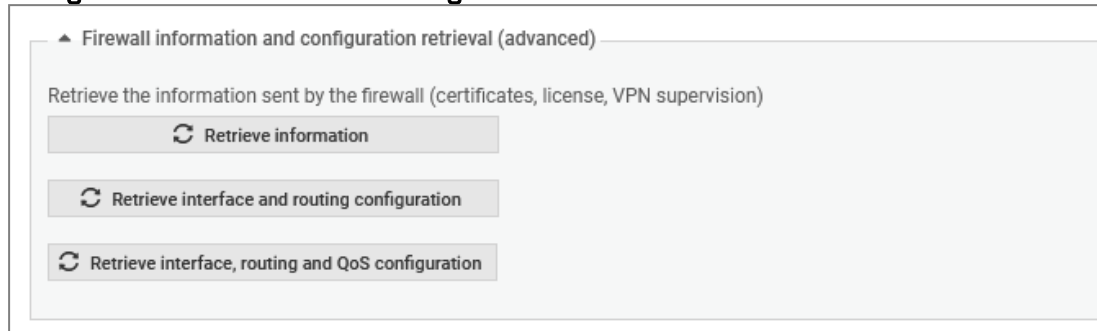 Firewall information and configuration retrieval (advanced)
Retrieve the information sent by the firewall (certificates, license, VPN supervision)
Retrieve information
Retrieve interface and routing configuration
Retrieve interface, routing and QoS configuration